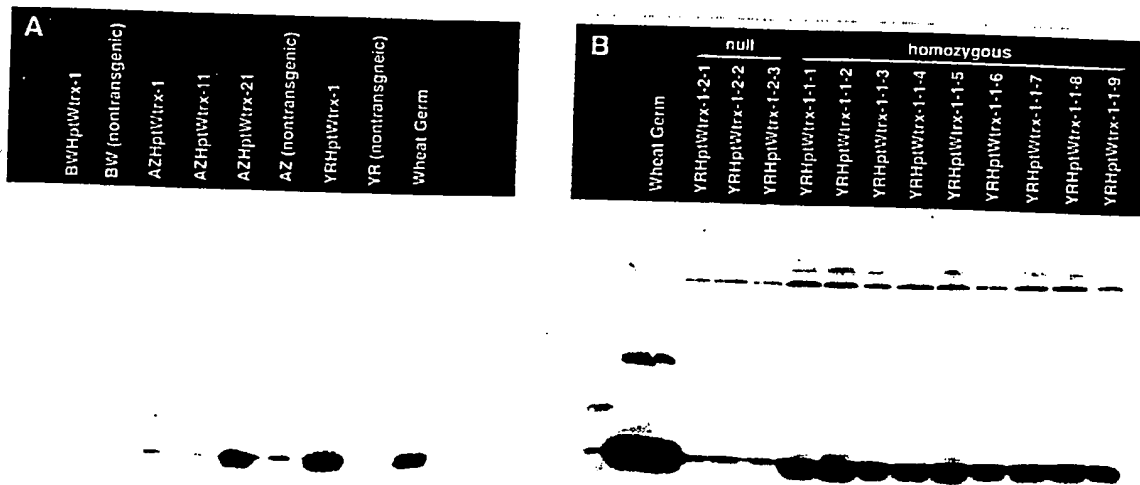 A
BWHptWtrx-1
BW (nontransgenic)
AZHptWtrx-1
AZHptWtrx-11
AZHptWtrx-21
AZ (nontransgenic)
YRHptWtrx-1
YR (nontransgneic)
Wheat Germ
B
null
homozygous
Wheat Germ
YRHptWtrx-1-2-1
YRHptWtrx-1-2-2
YRHptWtrx-1-2-3
YRHptWtrx-1-1-1
YRHptWtrx-1-1-2
YRHptWtrx-1-1-3
YRHptWtrx-1-1-4
YRHptWtrx-1-1-5
YRHptWtrx-1-1-6
YRHptWtrx-1-1-7
YRHptWtrx-1-1-8
YRHptWtrx-1-1-9